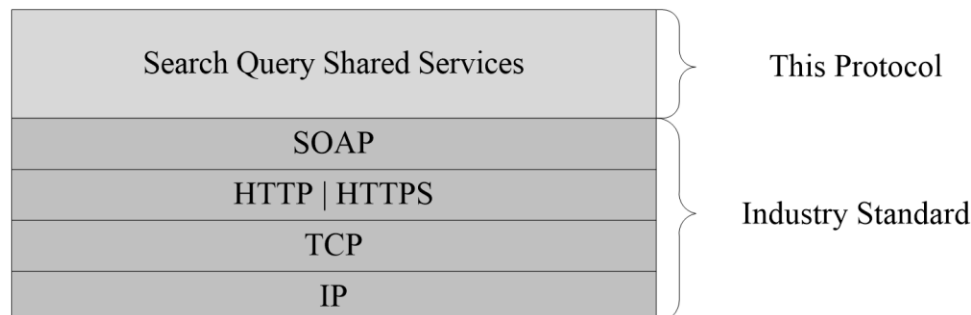 Search Query Shared Services
This Protocol
SOAP
HTTP | HTTPS
Industry Standard
TCP
IP